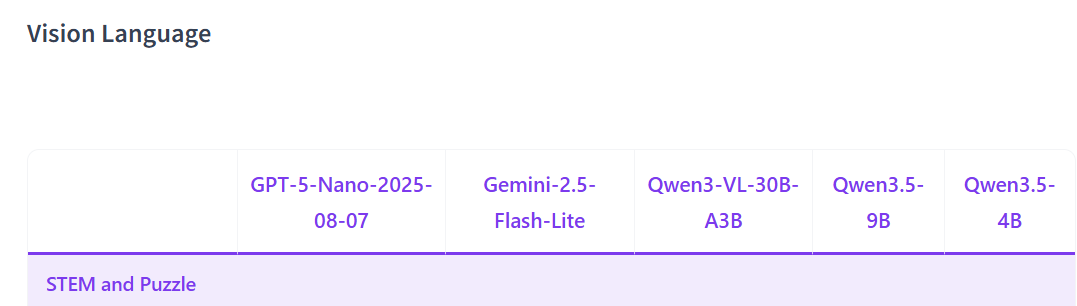 Vision Language
GPT-5-Nano-2025-
08-07
Gemini-2.5-
Flash-Lite
Qwen3-VL-30B-
A3B
Qwen3.5-
9B
Qwen3.5-
4B
STEM and Puzzle